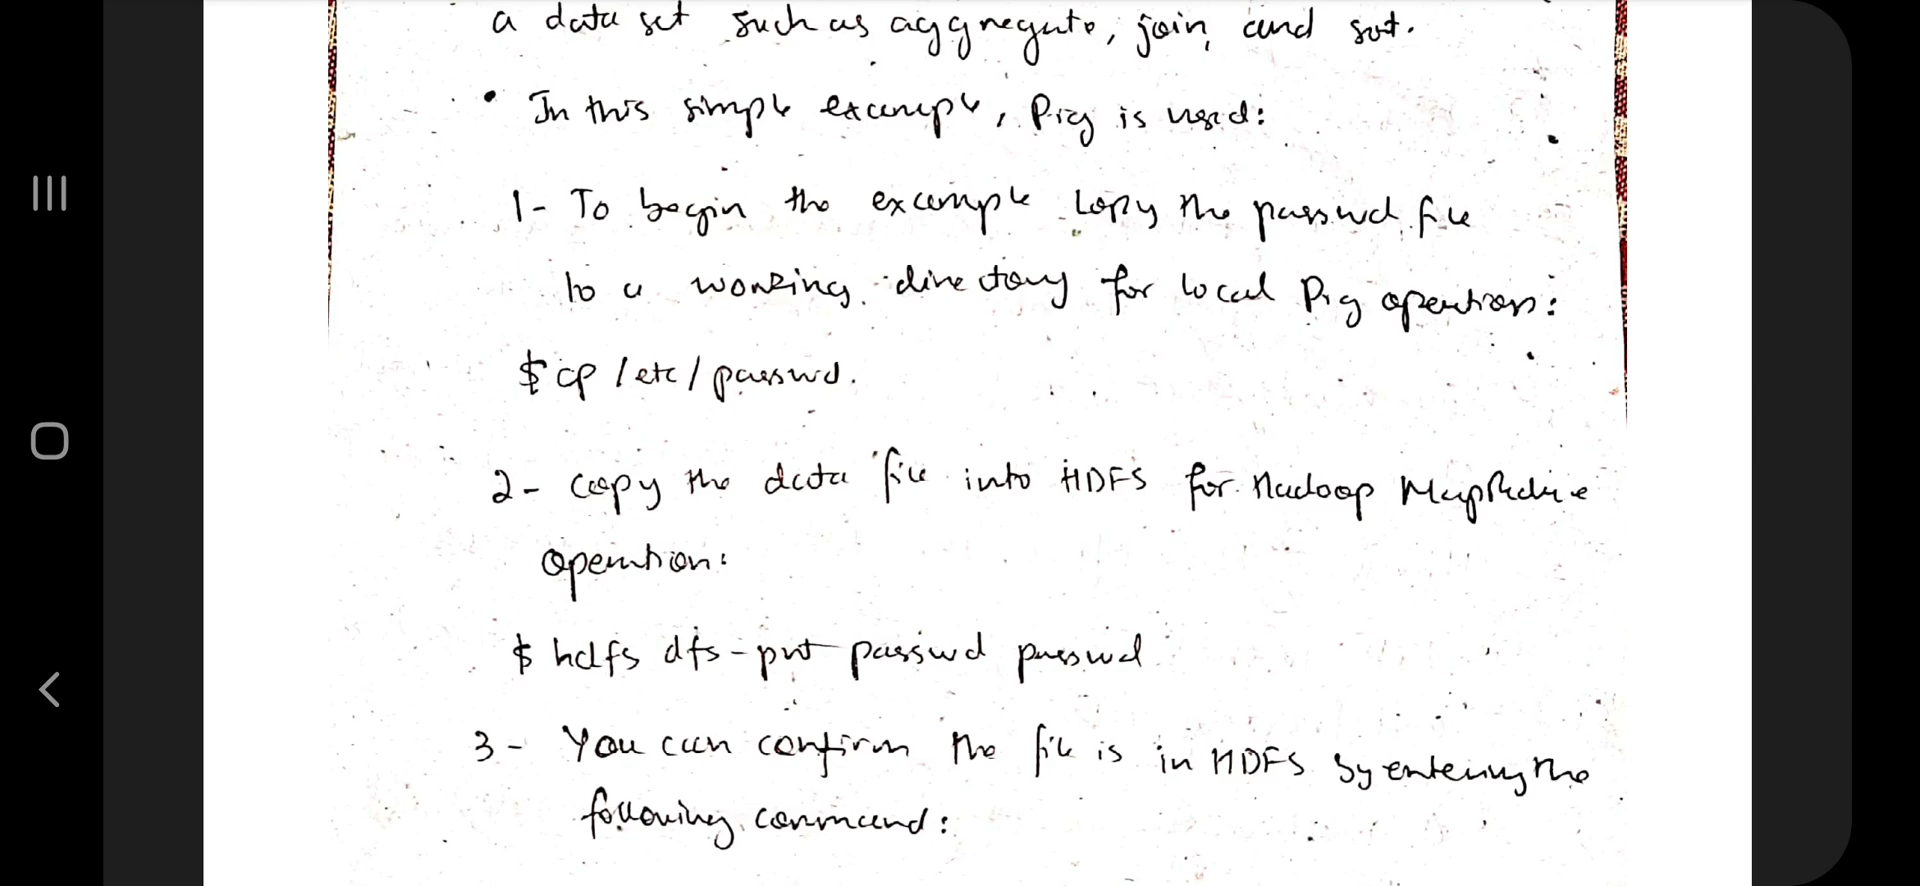 a data set such as aggregate, join, and sort.
• In this simple example, Pig is used:
1- To begin the example copy the passwd file
to a working directory for local Pig operations:
$ cp /etc/passwd.
2- copy the data file into HDFS for Hadoop MapReduce
operation:
$ hdfs dfs -put passwd passwd
3- You can confirm the file is in HDFS by entering the
following command: